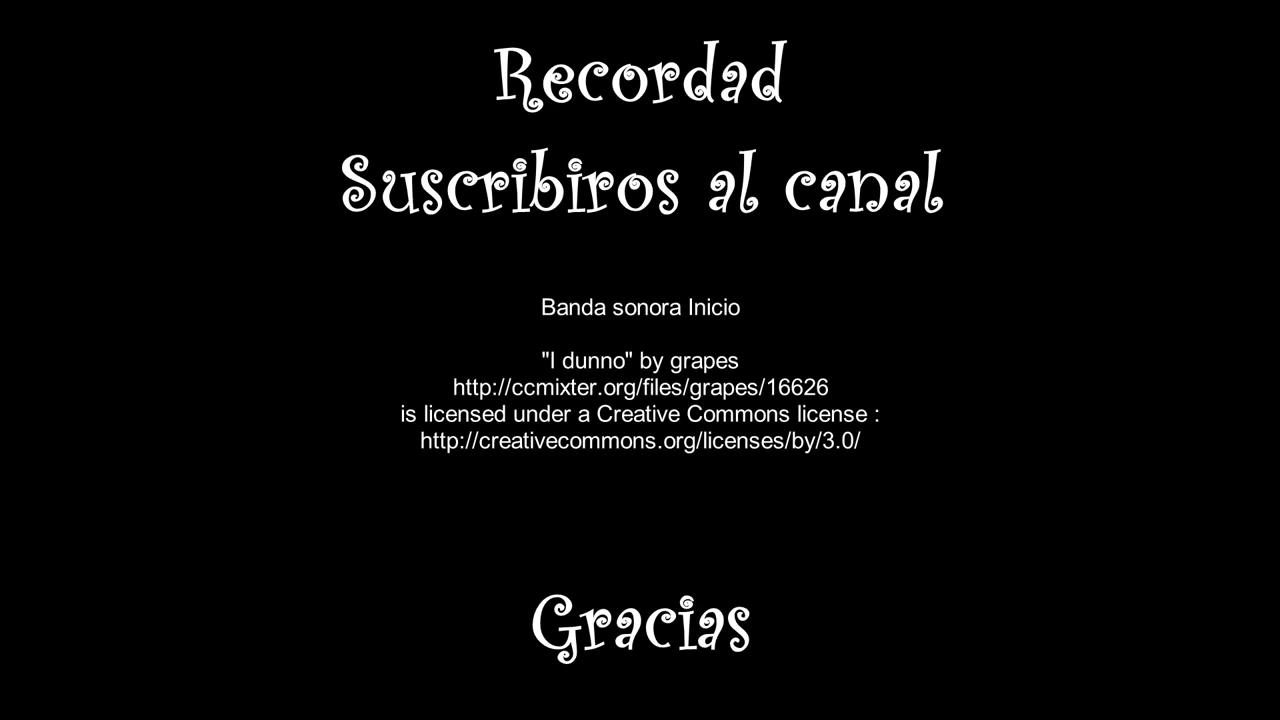 Recordad
Suscribiros al canal
Banda sonora Inicio
"I dunno" by grapes
http://ccmixter.org/files/grapes/16626
is licensed under a Creative Commons license :
http://creativecommons.org/licenses/by/3.0/
Gracias